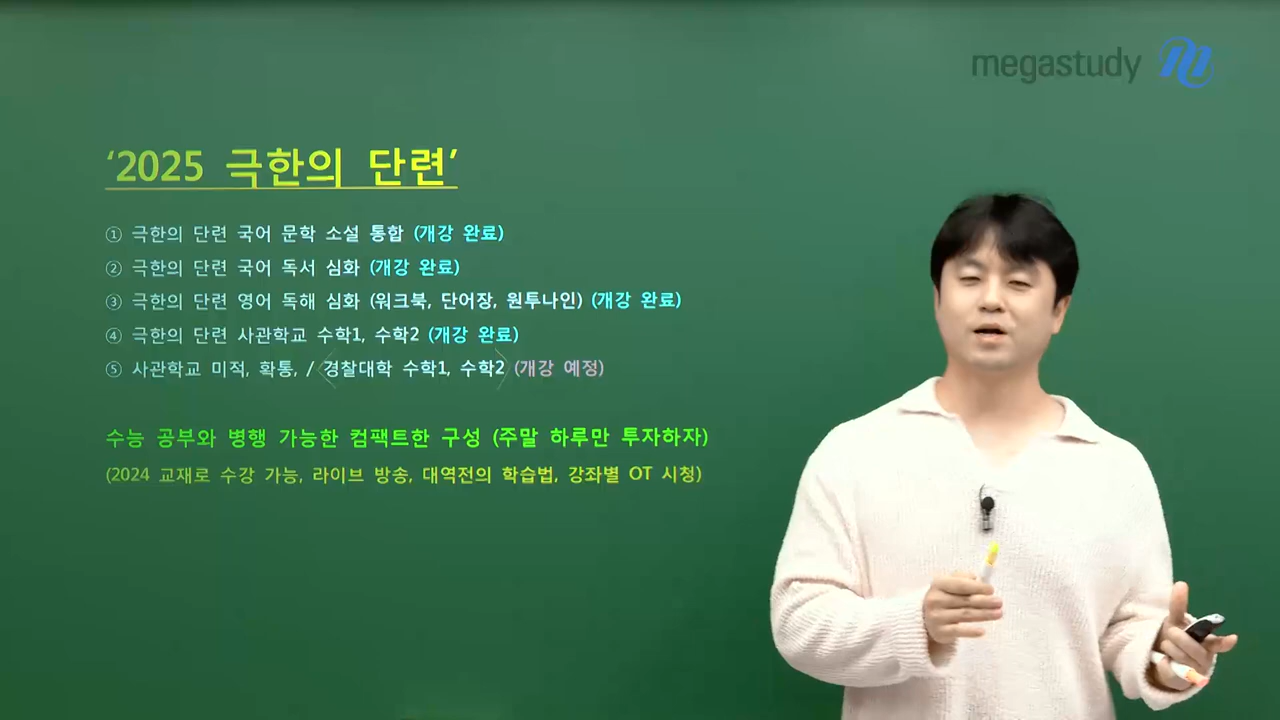 megastudy
‘2025 극한의 단련’
① 극한의 단련 국어 문학 소설 통합 (개강 완료)
② 극한의 단련 국어 독서 심화 (개강 완료)
③ 극한의 단련 영어 독해 심화 (워크북, 단어장, 원투나인) (개강 완료)
④ 극한의 단련 사관학교 수학1, 수학2 (개강 완료)
⑤ 사관학교 미적, 확통, / 경찰대학 수학1, 수학2 (개강 예정)
수능 공부와 병행 가능한 컴팩트한 구성 (주말 하루만 투자하자)
(2024 교재로 수강 가능, 라이브 방송, 대역전의 학습법, 강좌별 OT 시청)